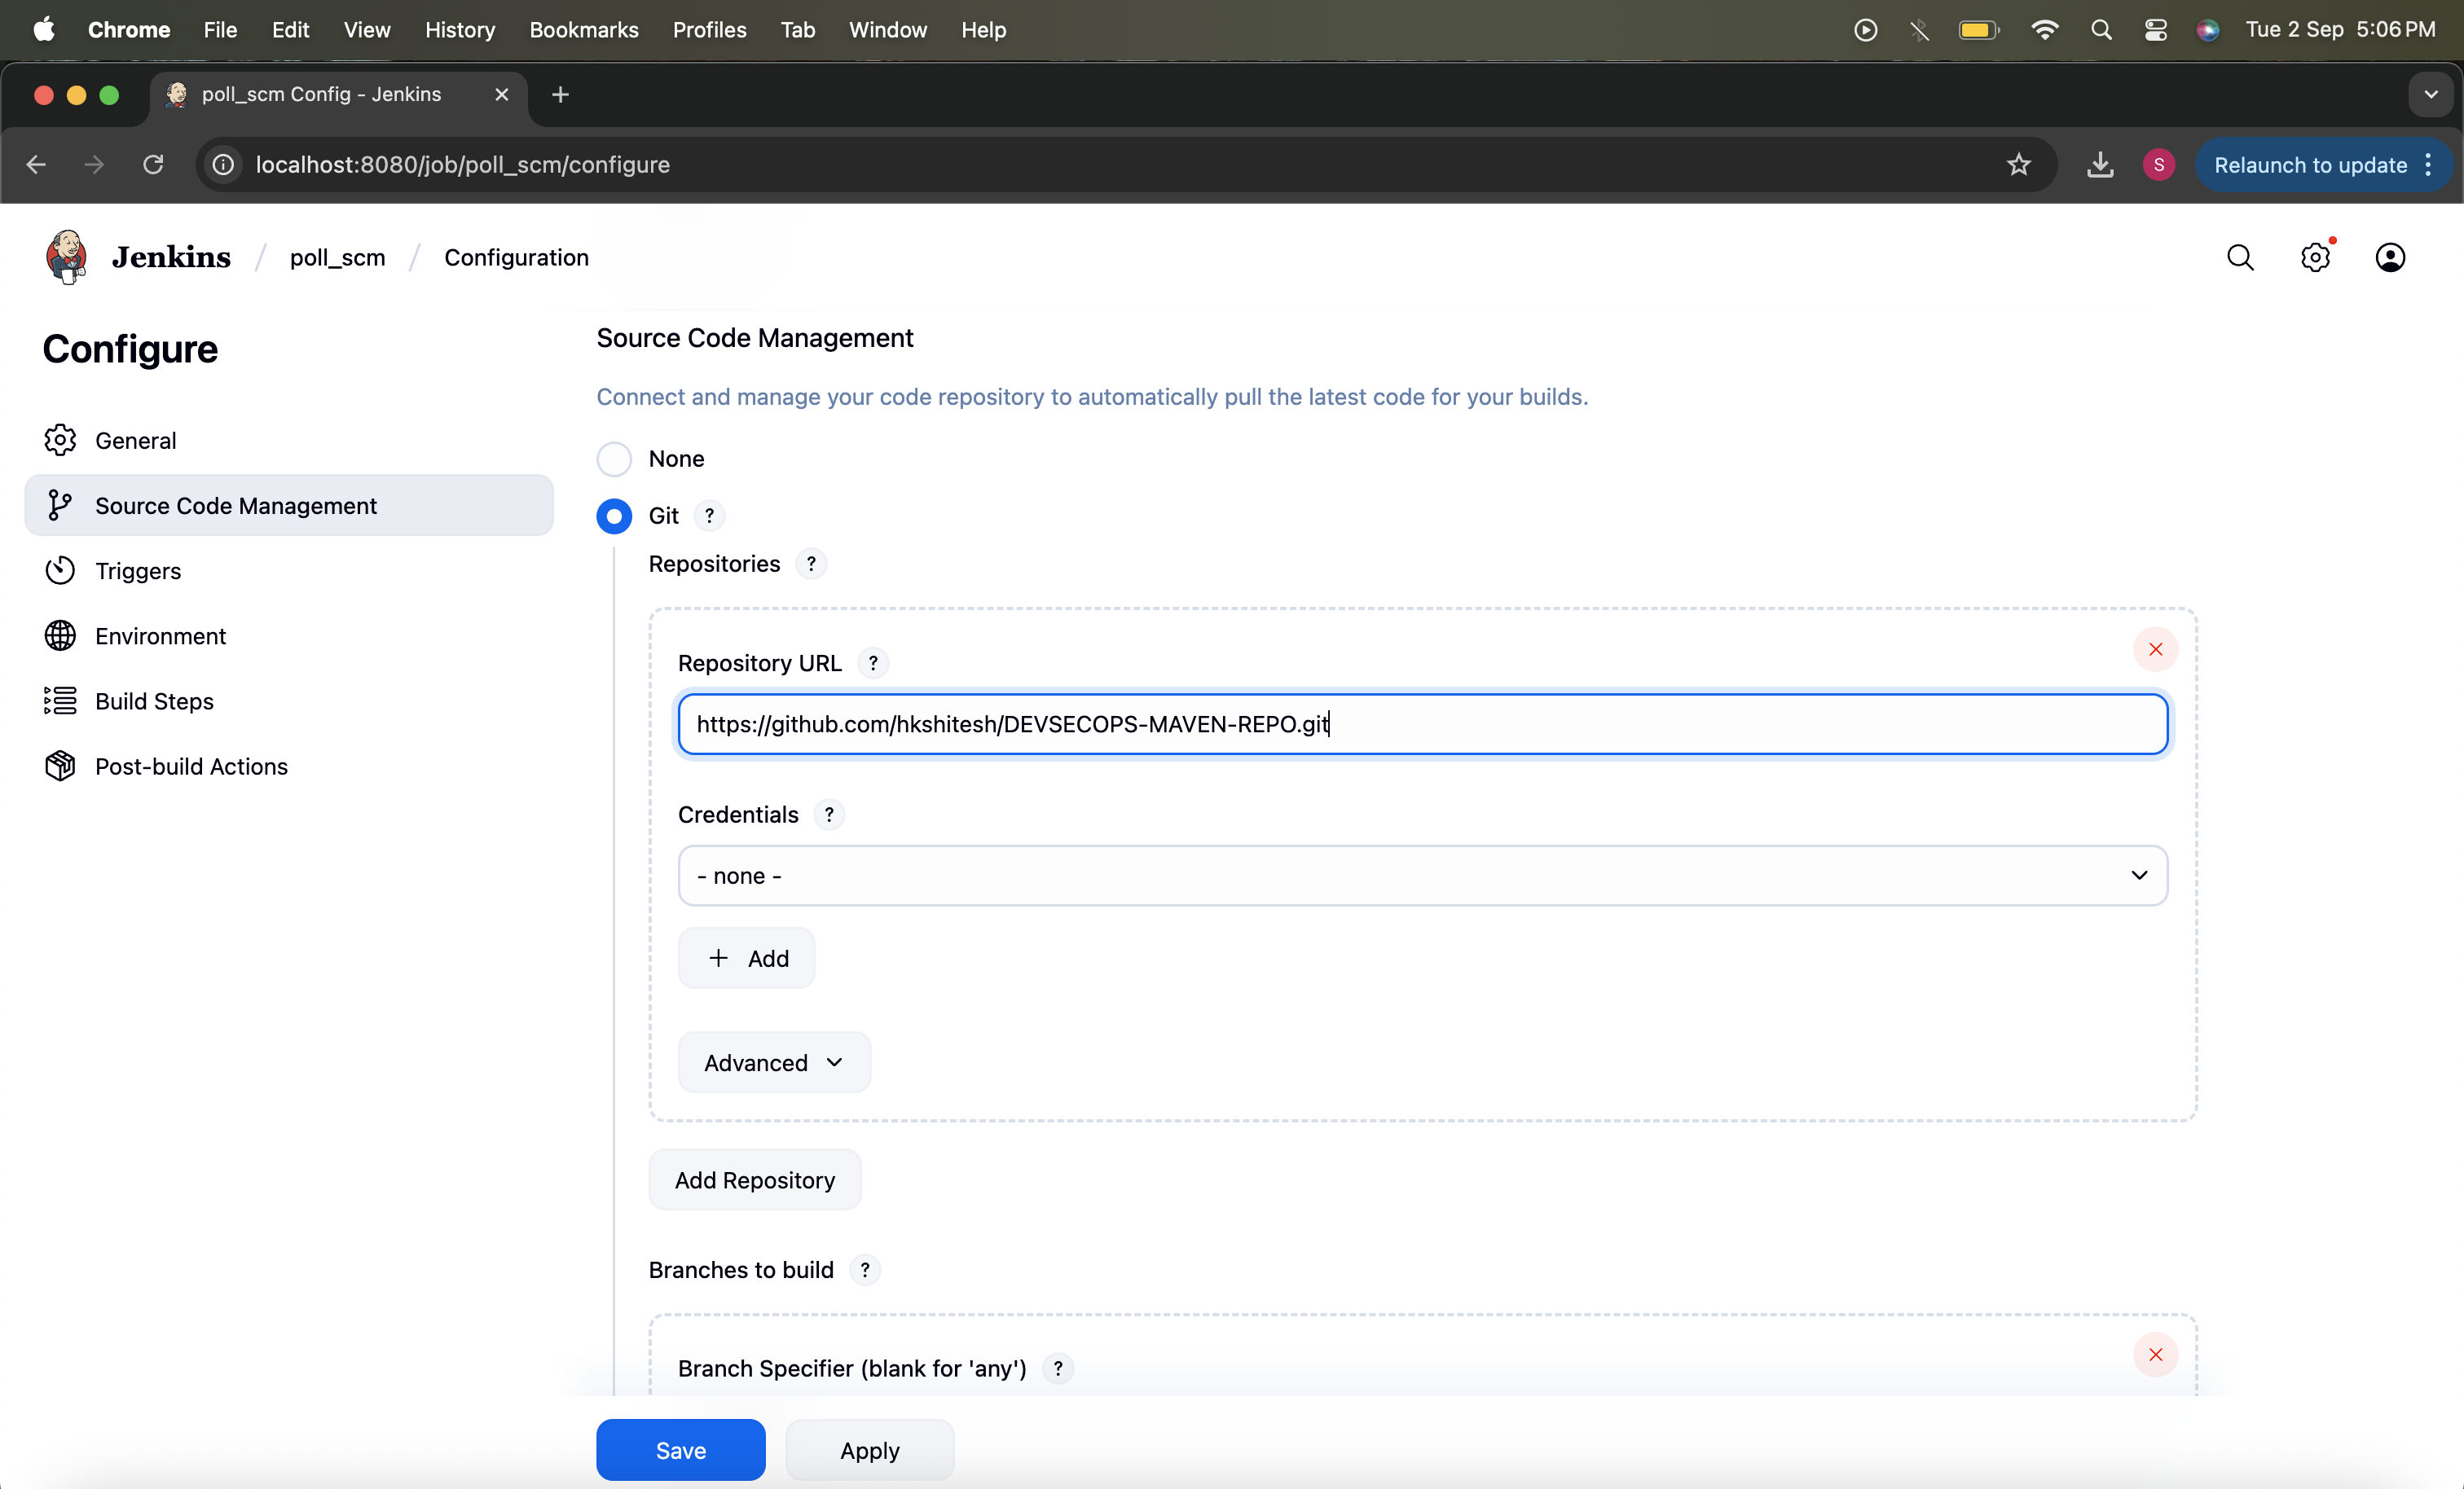 Chrome File Edit View History Bookmarks Profiles Tab Window Help Tue 2 Sep 5:06 PM
poll_scm Config - Jenkins
localhost:8080/job/poll_scm/configure S Relaunch to update
Jenkins / poll_scm / Configuration
Configure
General
Source Code Management
Triggers
Environment
Build Steps
Post-build Actions
Source Code Management
Connect and manage your code repository to automatically pull the latest code for your builds.
None
Git ?
Repositories ?
Repository URL ?
https://github.com/hkshitesh/DEVSECOPS-MAVEN-REPO.git
Credentials ?
- none -
+ Add
Advanced
Add Repository
Branches to build ?
Branch Specifier (blank for 'any') ?
Save Apply